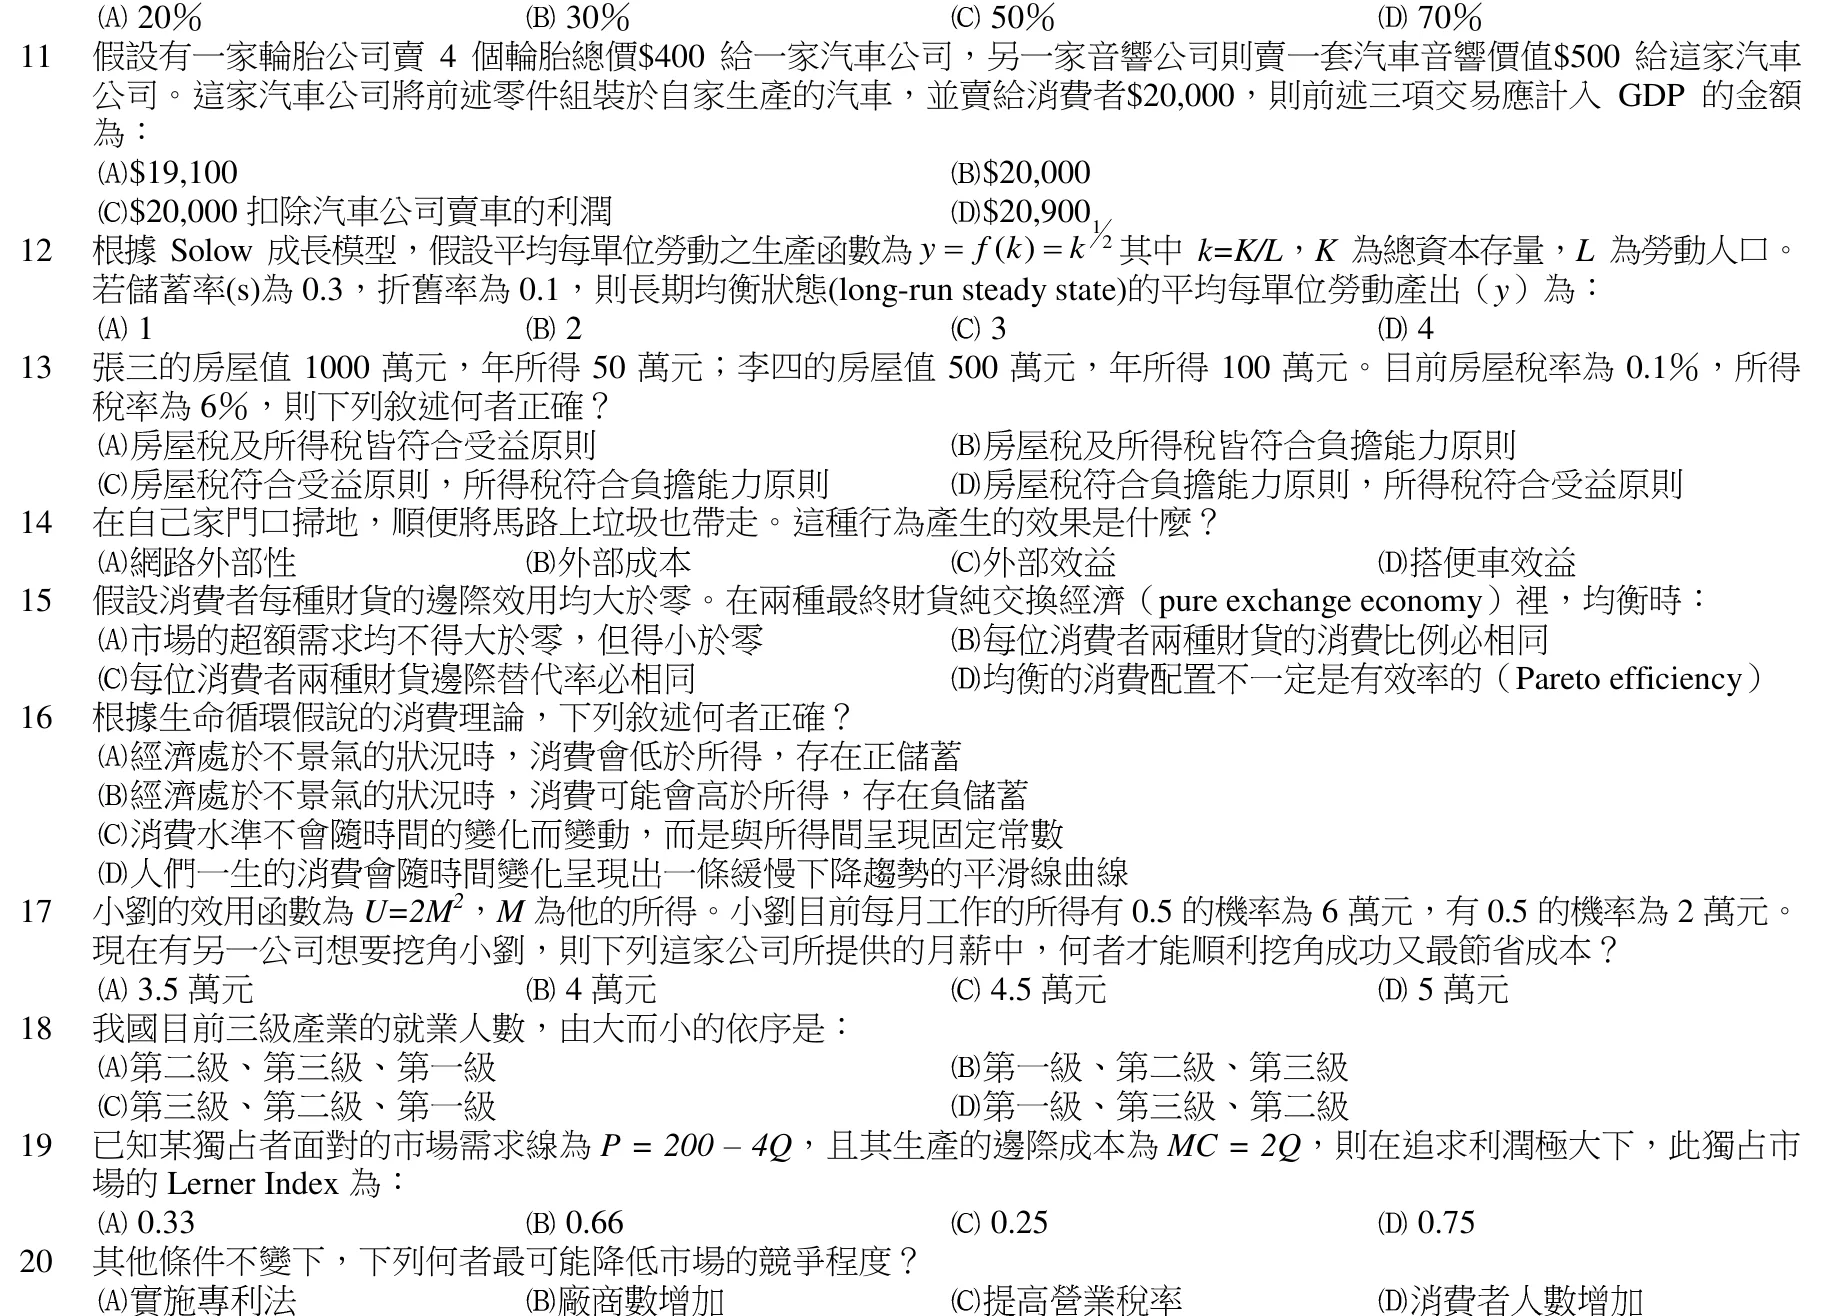 (A) 20% (B) 30% (C) 50% (D) 70%
11 假設有一家輪胎公司賣 4 個輪胎總價$400 給一家汽車公司，另一家音響公司則賣一套汽車音響價值$500 給這家汽車
公司。這家汽車公司將前述零件組裝於自家生產的汽車，並賣給消費者$20,000，則前述三項交易應計入 GDP 的金額
為：
(A)$19,100 (B)$20,000
(C)$20,000 扣除汽車公司賣車的利潤 (D)$20,900
12 根據 Solow 成長模型，假設平均每單位勞動之生產函數為 y = f (k) = k^{1/2} 其中 k=K/L，K 為總資本存量，L 為勞動人口。
若儲蓄率(s)為 0.3，折舊率為 0.1，則長期均衡狀態(long-run steady state)的平均每單位勞動產出（y）為：
(A) 1 (B) 2 (C) 3 (D) 4
13 張三的房屋值 1000 萬元，年所得 50 萬元；李四的房屋值 500 萬元，年所得 100 萬元。目前房屋稅率為 0.1%，所得
稅率為 6%，則下列敘述何者正確？
(A)房屋稅及所得稅皆符合受益原則 (B)房屋稅及所得稅皆符合負擔能力原則
(C)房屋稅符合受益原則，所得稅符合負擔能力原則 (D)房屋稅符合負擔能力原則，所得稅符合受益原則
14 在自己家門口掃地，順便將馬路上垃圾也帶走。這種行為產生的效果是什麼？
(A)網路外部性 (B)外部成本 (C)外部效益 (D)搭便車效益
15 假設消費者每種財貨的邊際效用均大於零。在兩種最終財貨純交換經濟（pure exchange economy）裡，均衡時：
(A)市場的超額需求均不得大於零，但得小於零 (B)每位消費者兩種財貨的消費比例必相同
(C)每位消費者兩種財貨邊際替代率必相同 (D)均衡的消費配置不一定是有效率的（Pareto efficiency）
16 根據生命循環假說的消費理論，下列敘述何者正確？
(A)經濟處於不景氣的狀況時，消費會低於所得，存在正儲蓄
(B)經濟處於不景氣的狀況時，消費可能會高於所得，存在負儲蓄
(C)消費水準不會隨時間的變化而變動，而是與所得間呈現固定常數
(D)人們一生的消費會隨時間變化呈現出一條緩慢下降趨勢的平滑線曲線
17 小劉的效用函數為 U=2M²，M 為他的所得。小劉目前每月工作的所得有 0.5 的機率為 6 萬元，有 0.5 的機率為 2 萬元。
現在有另一公司想要挖角小劉，則下列這家公司所提供的月薪中，何者才能順利挖角成功又最節省成本？
(A) 3.5 萬元 (B) 4 萬元 (C) 4.5 萬元 (D) 5 萬元
18 我國目前三級產業的就業人數，由大而小的依序是：
(A)第二級、第三級、第一級 (B)第一級、第二級、第三級
(C)第三級、第二級、第一級 (D)第一級、第三級、第二級
19 已知某獨占者面對的市場需求線為 P = 200 – 4Q，且其生產的邊際成本為 MC = 2Q，則在追求利潤極大下，此獨占市
場的 Lerner Index 為：
(A) 0.33 (B) 0.66 (C) 0.25 (D) 0.75
20 其他條件不變下，下列何者最可能降低市場的競爭程度？
(A)實施專利法 (B)廠商數增加 (C)提高營業稅率 (D)消費者人數增加